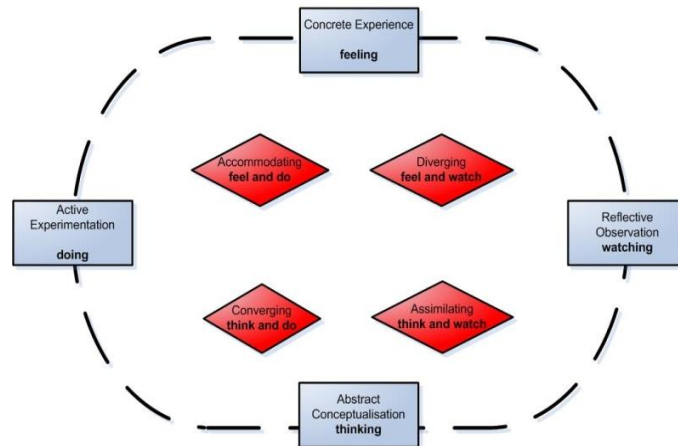 Concrete Experience
feeling
Accommodating
feel and do
Diverging
feel and watch
Active
Experimentation
doing
Reflective
Observation
watching
Converging
think and do
Assimilating
think and watch
Abstract
Conceptualisation
thinking